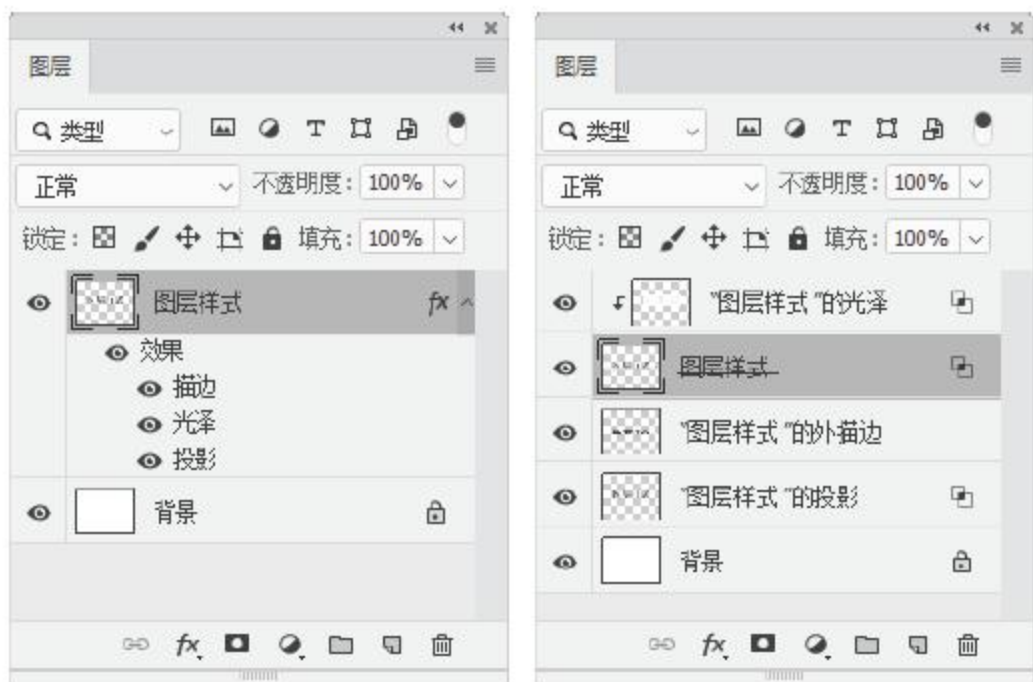 图层
类型
正常
不透明度: 100%
锁定:
填充: 100%
图层样式
fx
效果
描边
光泽
投影
背景
fx
图层
类型
正常
不透明度: 100%
锁定:
填充: 100%
"图层样式 "的光泽
图层样式
"图层样式 "的外描边
"图层样式 "的投影
背景
fx